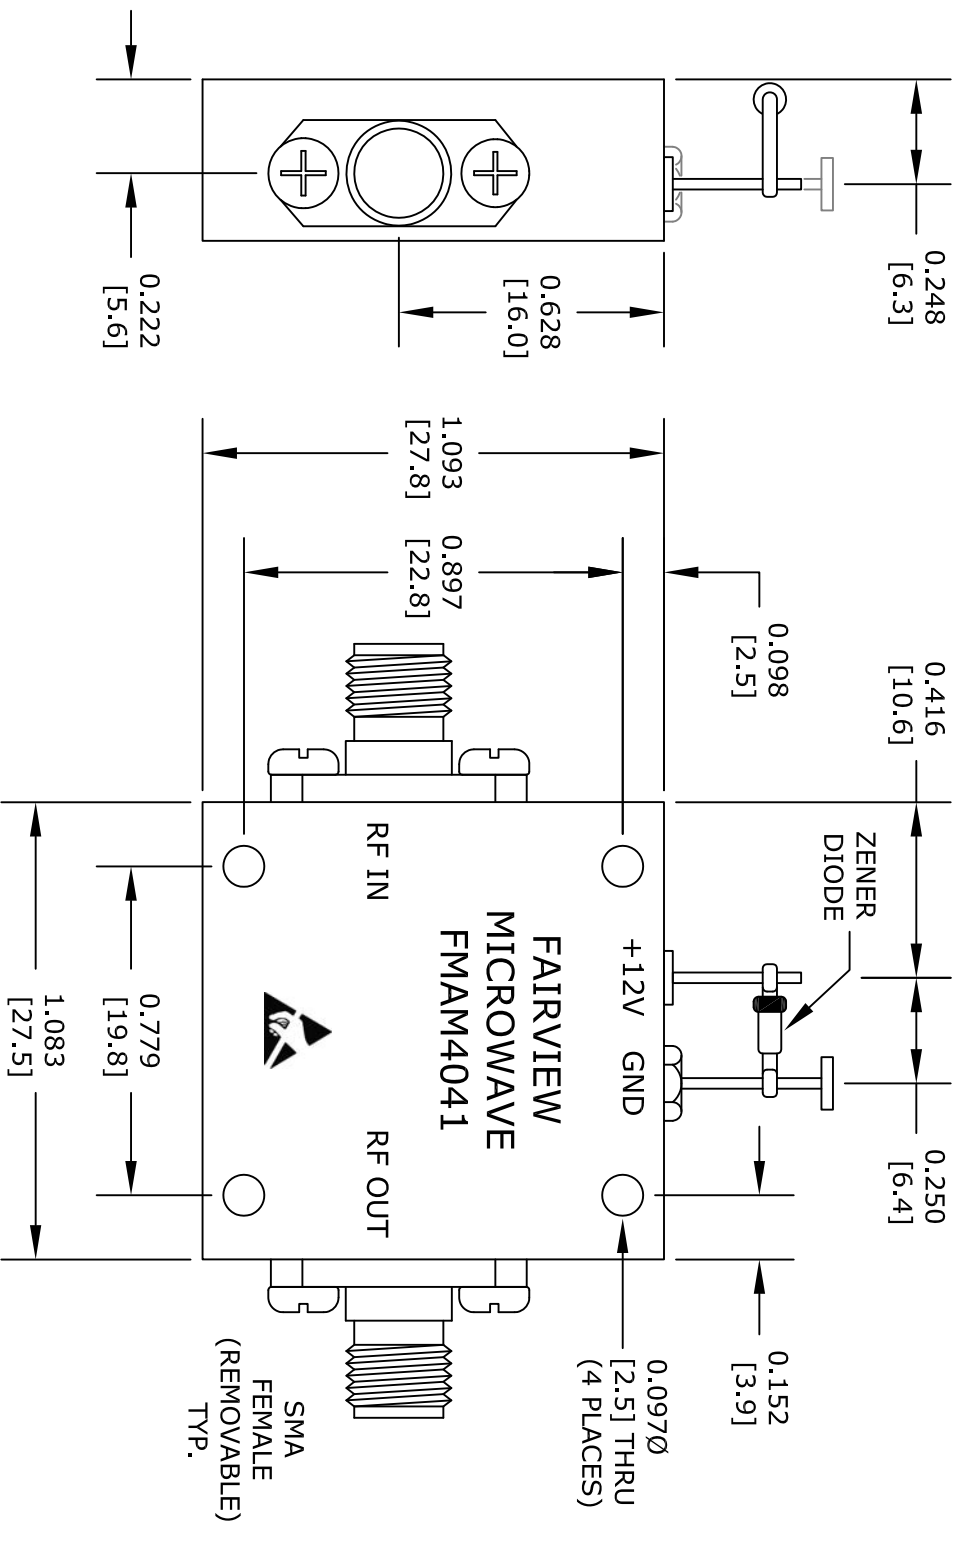 0.248
[6.3]
0.628
[16.0]
0.222
[5.6]
0.416
[10.6]
0.098
[2.5]
1.093
[27.8]
0.897
[22.8]
ZENER
DIODE
0.250
[6.4]
0.152
[3.9]
+12V GND
FAIRVIEW
MICROWAVE
FMAM4041
RF IN RF OUT
0.097Ø
[2.5] THRU
(4 PLACES)
SMA
FEMALE
(REMOVABLE)
TYP.
0.779
[19.8]
1.083
[27.5]